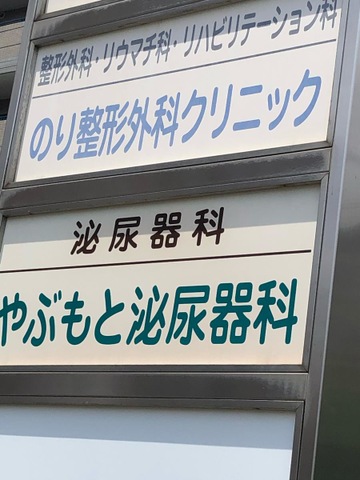 整形外科・リウマチ科・リハビリテーション科
のり整形外科クリニック
泌尿器科
やぶもと泌尿器科